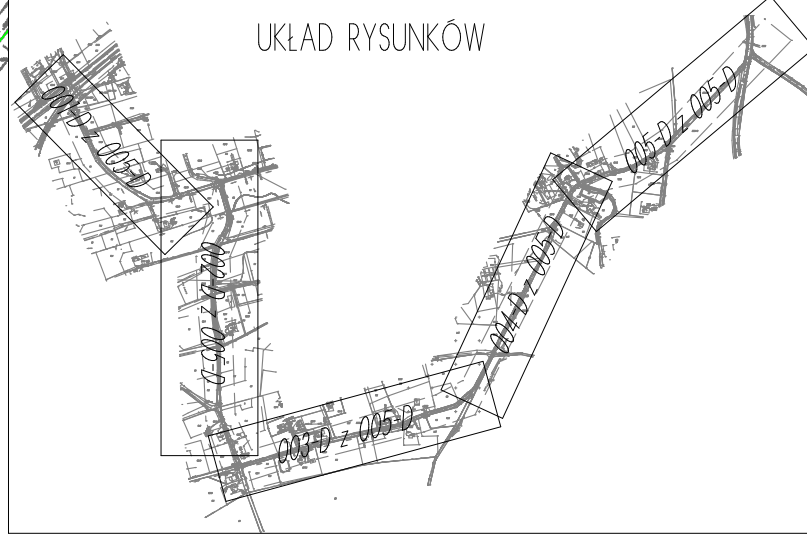 UKŁAD RYSUNKÓW
001-D z 005-D
002-D z 005-D
003-D z 005-D
004-D z 005-D
005-D z 005-D